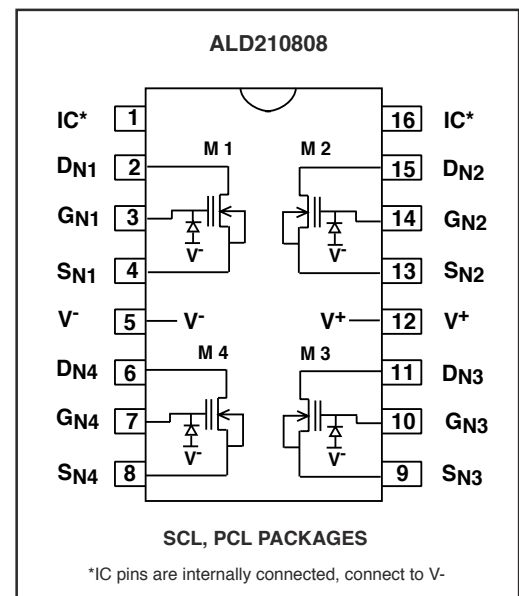 ALD210808
IC* 1 16 IC*
M 1 M 2
DN1 2 15 DN2
GN1 3 14 GN2
V- V-
SN1 4 13 SN2
V- 5 V- V+ 12 V+
M 4 M 3
DN4 6 11 DN3
GN4 7 10 GN3
V- V-
SN4 8 9 SN3
SCL, PCL PACKAGES
*IC pins are internally connected, connect to V-